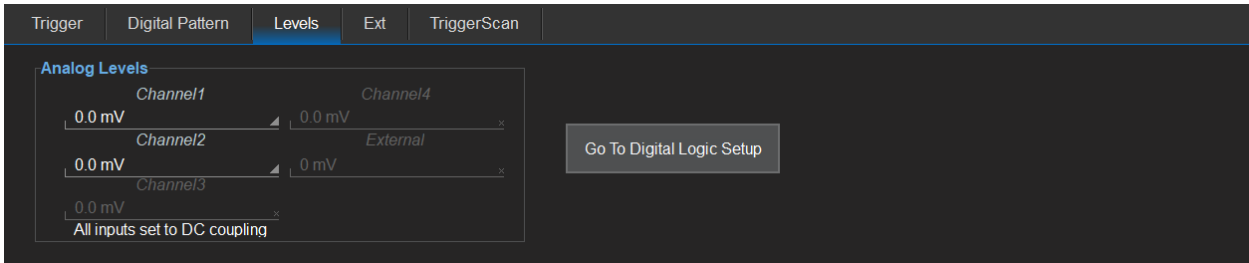 Trigger Digital Pattern Levels Ext TriggerScan
Analog Levels
Channel1 Channel4
0.0 mV 0.0 mV
Channel2 External
0.0 mV 0 mV
Channel3
0.0 mV
All inputs set to DC coupling
Go To Digital Logic Setup